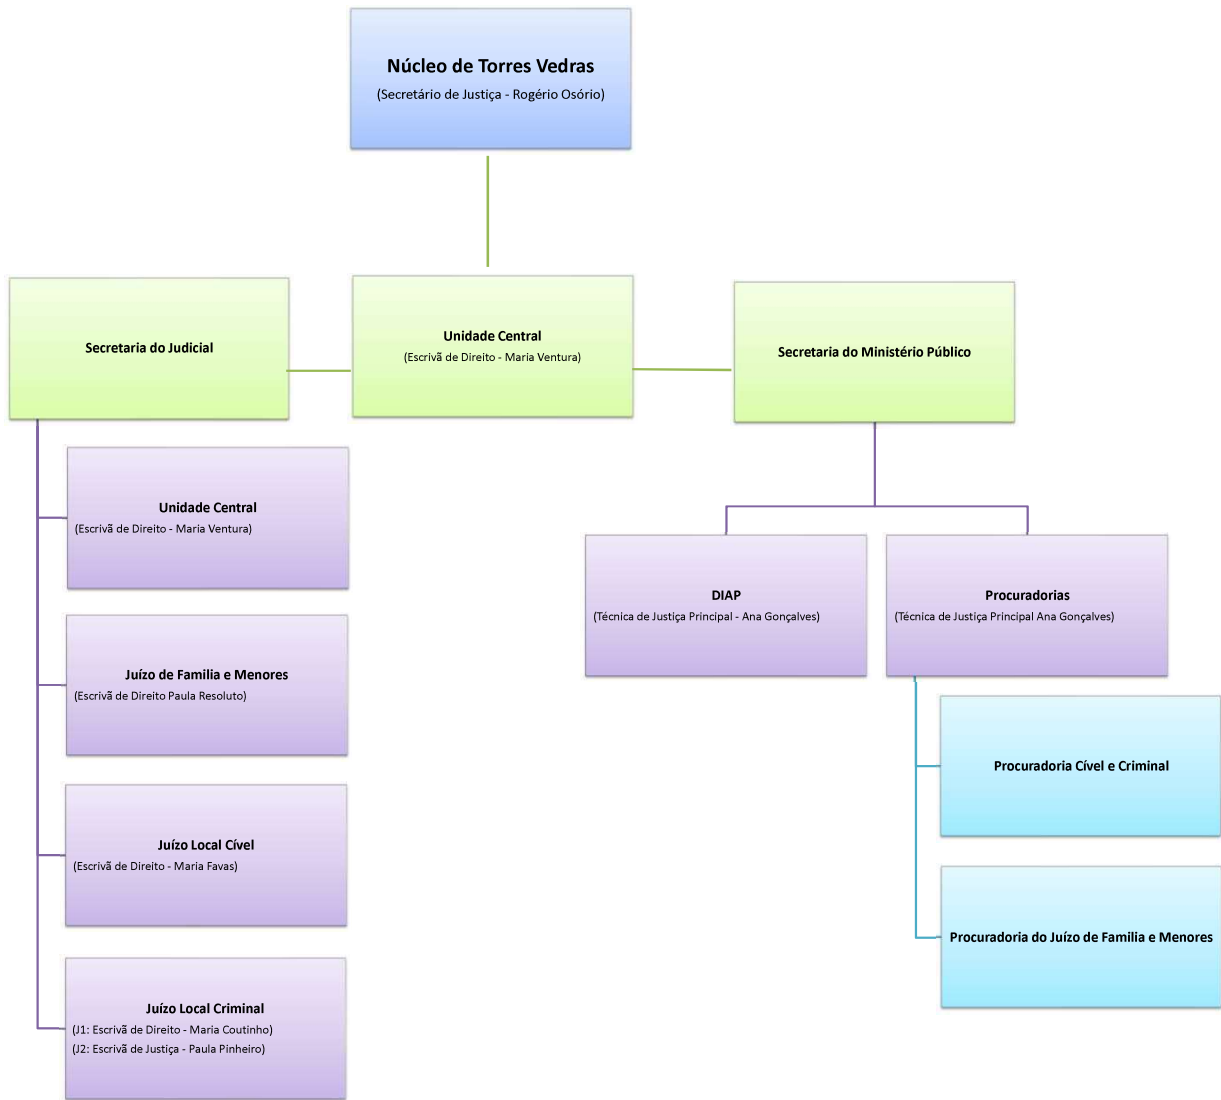 Núcleo de Torres Vedras
(Secretário de Justiça - Rogério Osório)
Secretaria do Judicial
Unidade Central
(Escrivã de Direito - Maria Ventura)
Secretaria do Ministério Público
Unidade Central
(Escrivã de Direito - Maria Ventura)
Juízo de Familia e Menores
(Escrivã de Direito Paula Resoluto)
Juízo Local Cível
(Escrivã de Direito - Maria Favas)
Juízo Local Criminal
(J1: Escrivã de Direito - Maria Coutinho)
(J2: Escrivã de Justiça - Paula Pinheiro)
DIAP
(Técnica de Justiça Principal - Ana Gonçalves)
Procuradorias
(Técnica de Justiça Principal Ana Gonçalves)
Procuradoria Cível e Criminal
Procuradoria do Juízo de Familia e Menores